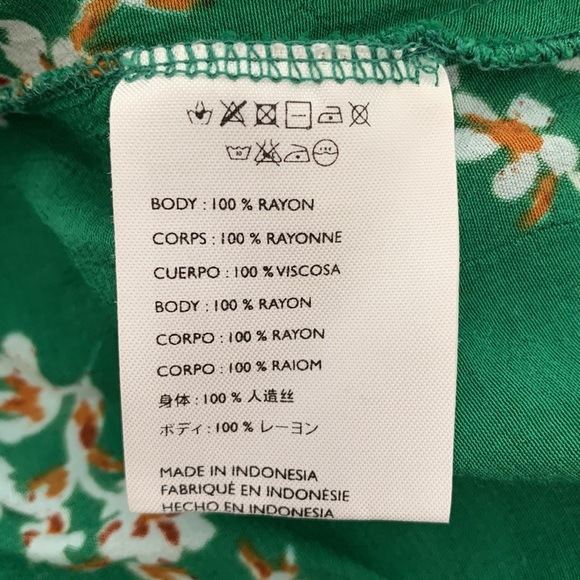 BODY : 100 % RAYON
CORPS : 100 % RAYONNE
CUERPO : 100 % VISCOSA
BODY : 100 % RAYON
CORPO : 100 % RAYON
CORPO : 100 % RAIOM
身体 : 100 % 人造丝
ボディ : 100 % レーヨン
MADE IN INDONESIA
FABRIQUÉ EN INDONÉSIE
HECHO EN INDONESIA